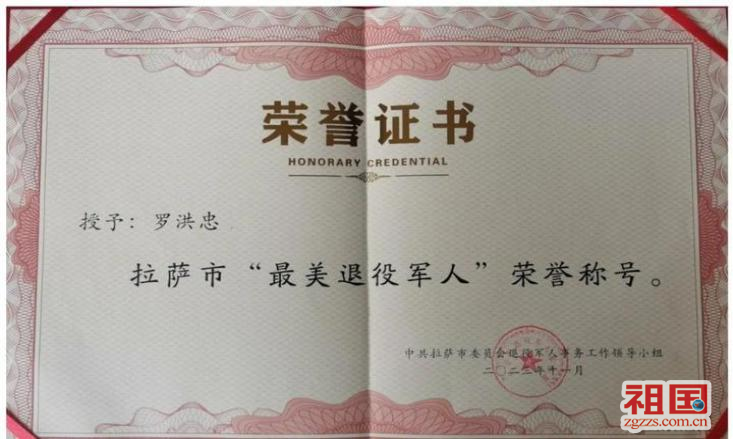 荣誉证书
HONORARY CREDENTIAL
授予：罗洪忠
拉萨市“最美退役军人”荣誉称号。
中共拉萨市委员会退役军人事务工作领导小组
二〇二三年十一月
祖国
zgzzs.com.cn